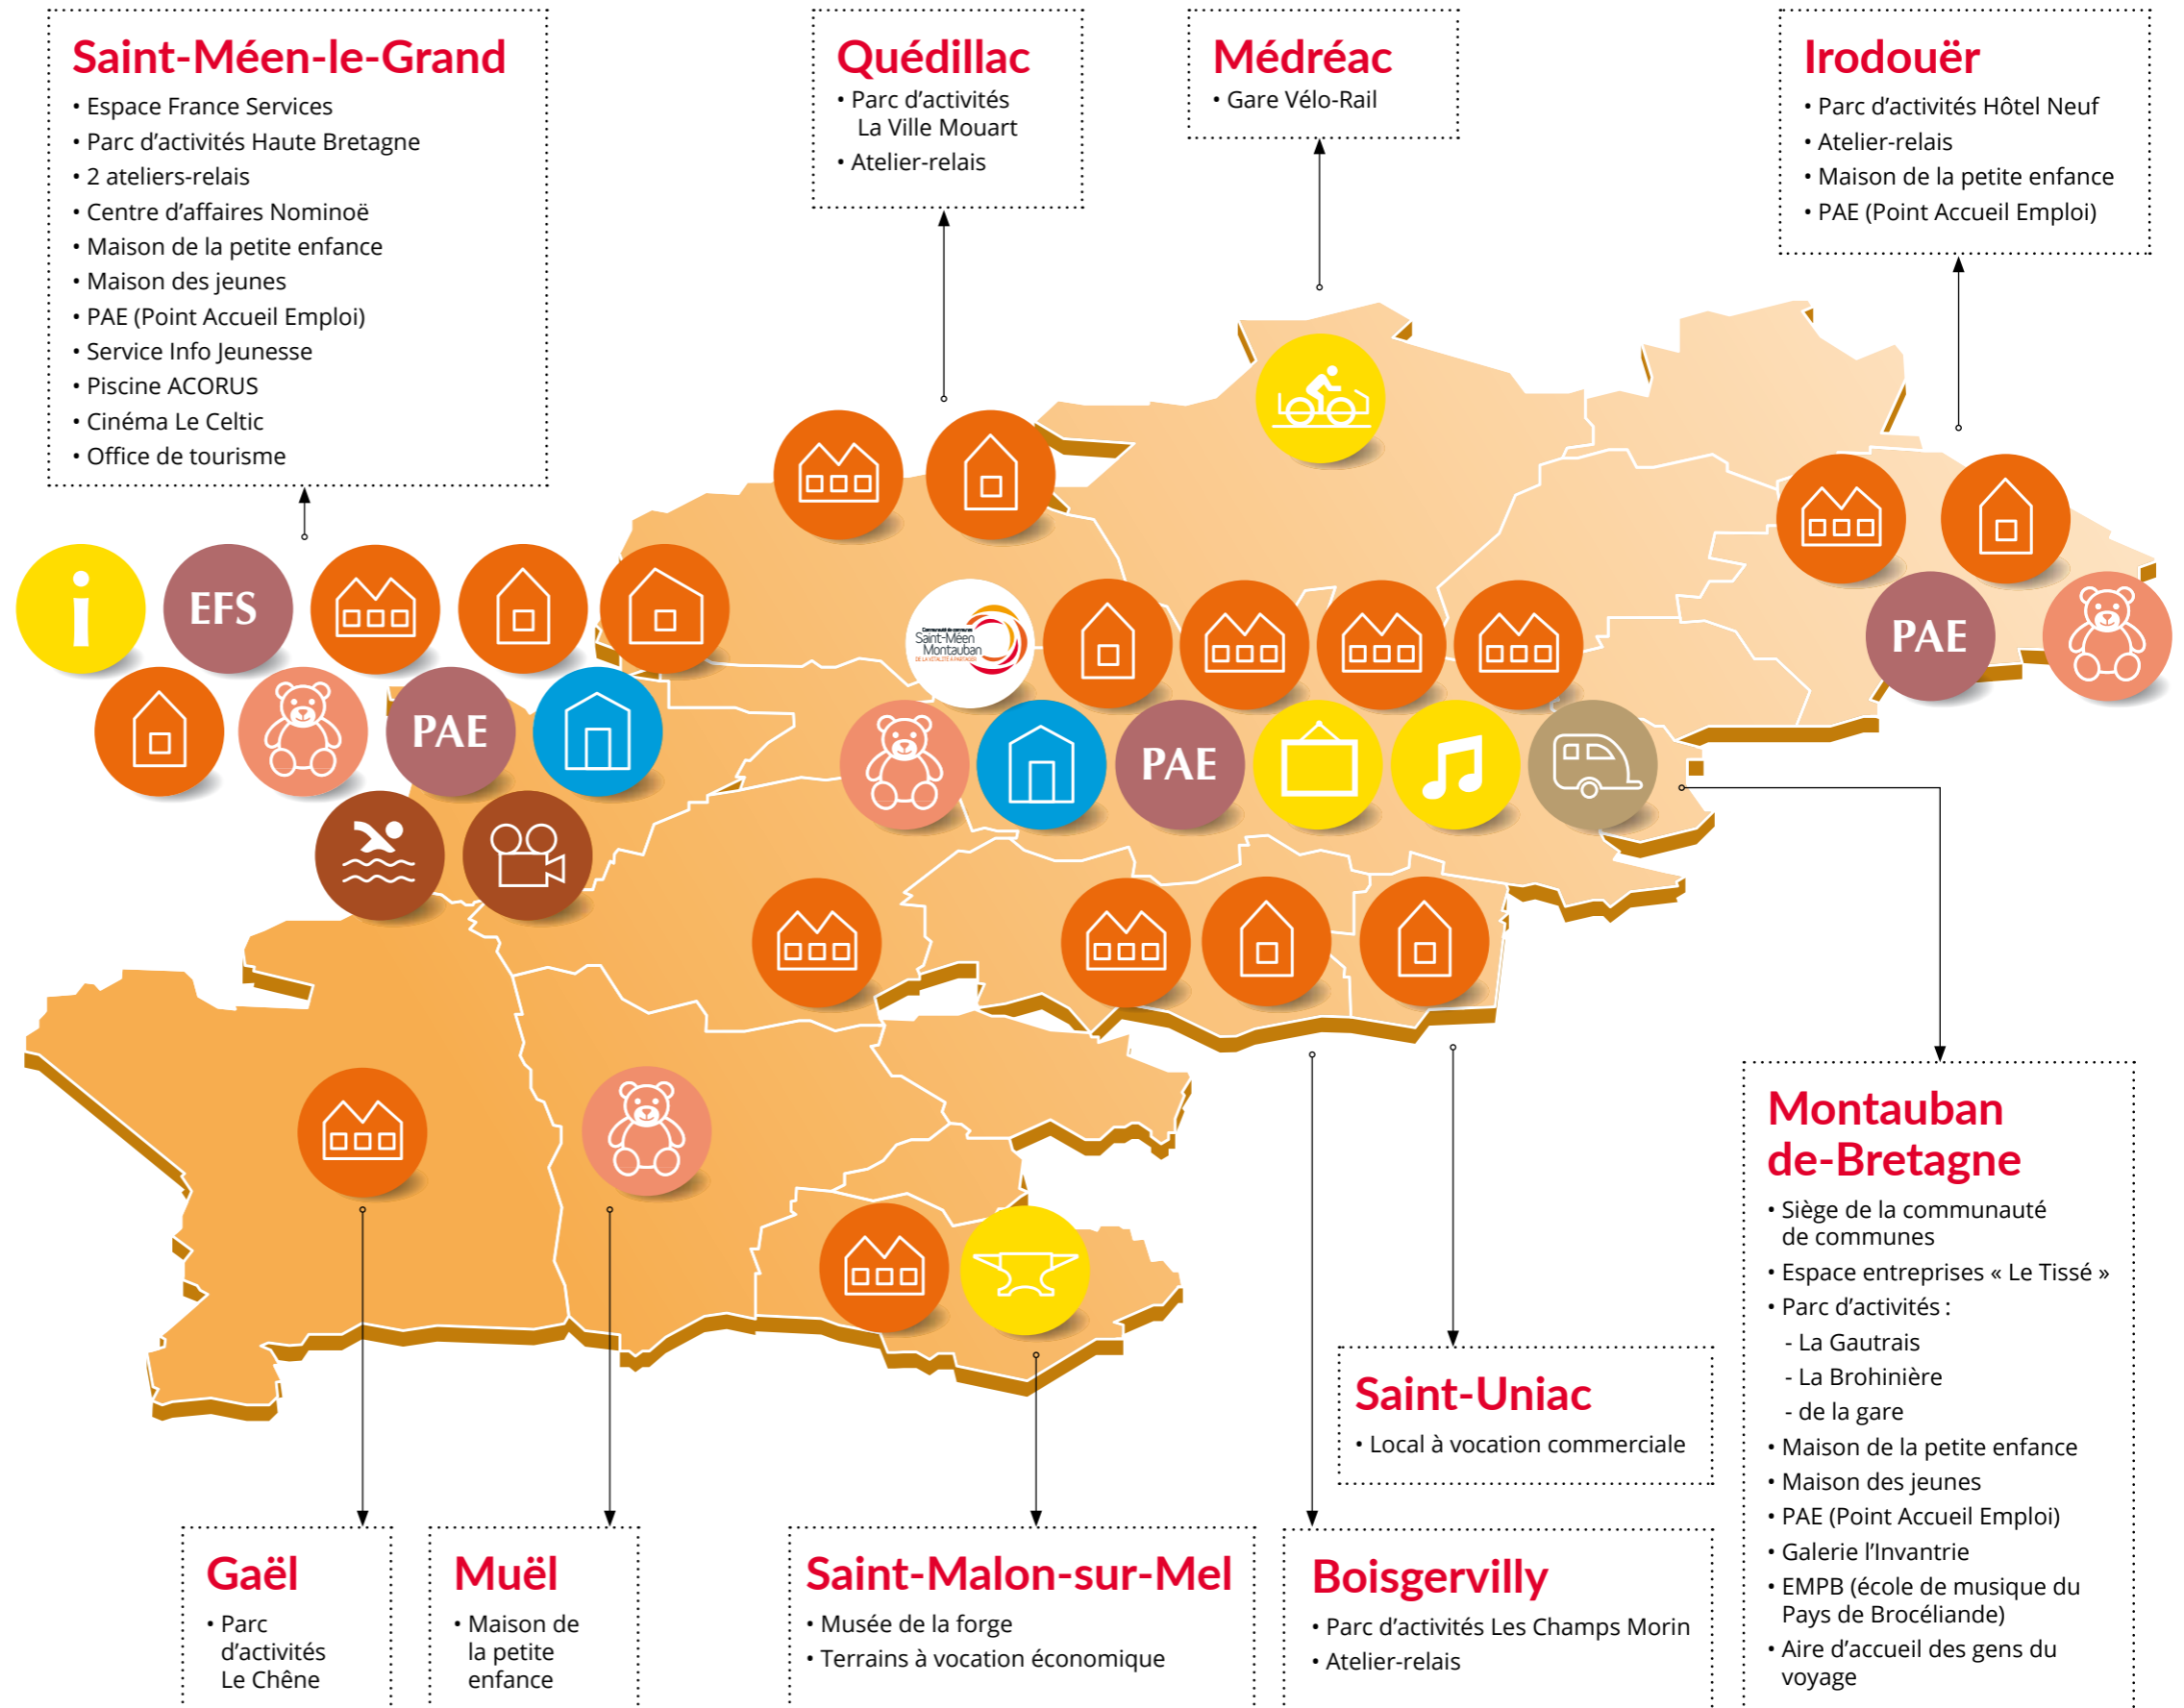 Saint-Méen-le-Grand
• Espace France Services
• Parc d'activités Haute Bretagne
• 2 ateliers-relais
• Centre d'affaires Nominoë
• Maison de la petite enfance
• Maison des jeunes
• PAE (Point Accueil Emploi)
• Service Info Jeunesse
• Piscine ACORUS
• Cinéma Le Celtic
• Office de tourisme
Quédillac
• Parc d'activités
La Ville Mouart
• Atelier-relais
Médréac
• Gare Vélo-Rail
Irodouër
• Parc d'activités Hôtel Neuf
• Atelier-relais
• Maison de la petite enfance
• PAE (Point Accueil Emploi)
i
EFS
PAE
Communauté de communes
Saint-Méen
Montauban
DE LA VITALITÉ À PARTAGER
PAE
PAE
Montauban
de-Bretagne
• Siège de la communauté
de communes
• Espace entreprises « Le Tissé »
• Parc d'activités :
- La Gautrais
- La Brohinière
- de la gare
• Maison de la petite enfance
• Maison des jeunes
• PAE (Point Accueil Emploi)
• Galerie l'Invantrie
• EMPB (école de musique du
Pays de Brocéliande)
• Aire d'accueil des gens du
voyage
Saint-Uniac
• Local à vocation commerciale
Gaël
• Parc
d'activités
Le Chêne
Muël
• Maison de
la petite
enfance
Saint-Malon-sur-Mel
• Musée de la forge
• Terrains à vocation économique
Boisgervilly
• Parc d'activités Les Champs Morin
• Atelier-relais